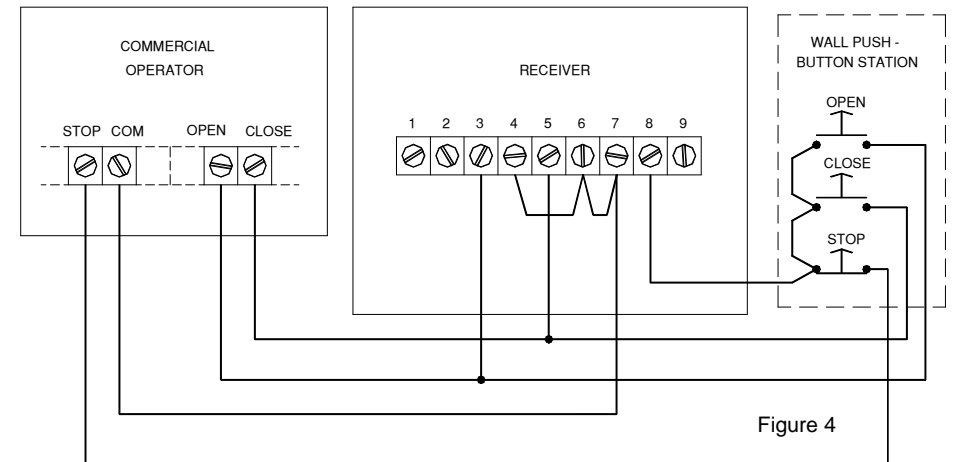 COMMERCIAL
OPERATOR
STOP COM OPEN CLOSE
RECEIVER
1 2 3 4 5 6 7 8 9
WALL PUSH -
BUTTON STATION
OPEN
CLOSE
STOP
Figure 4